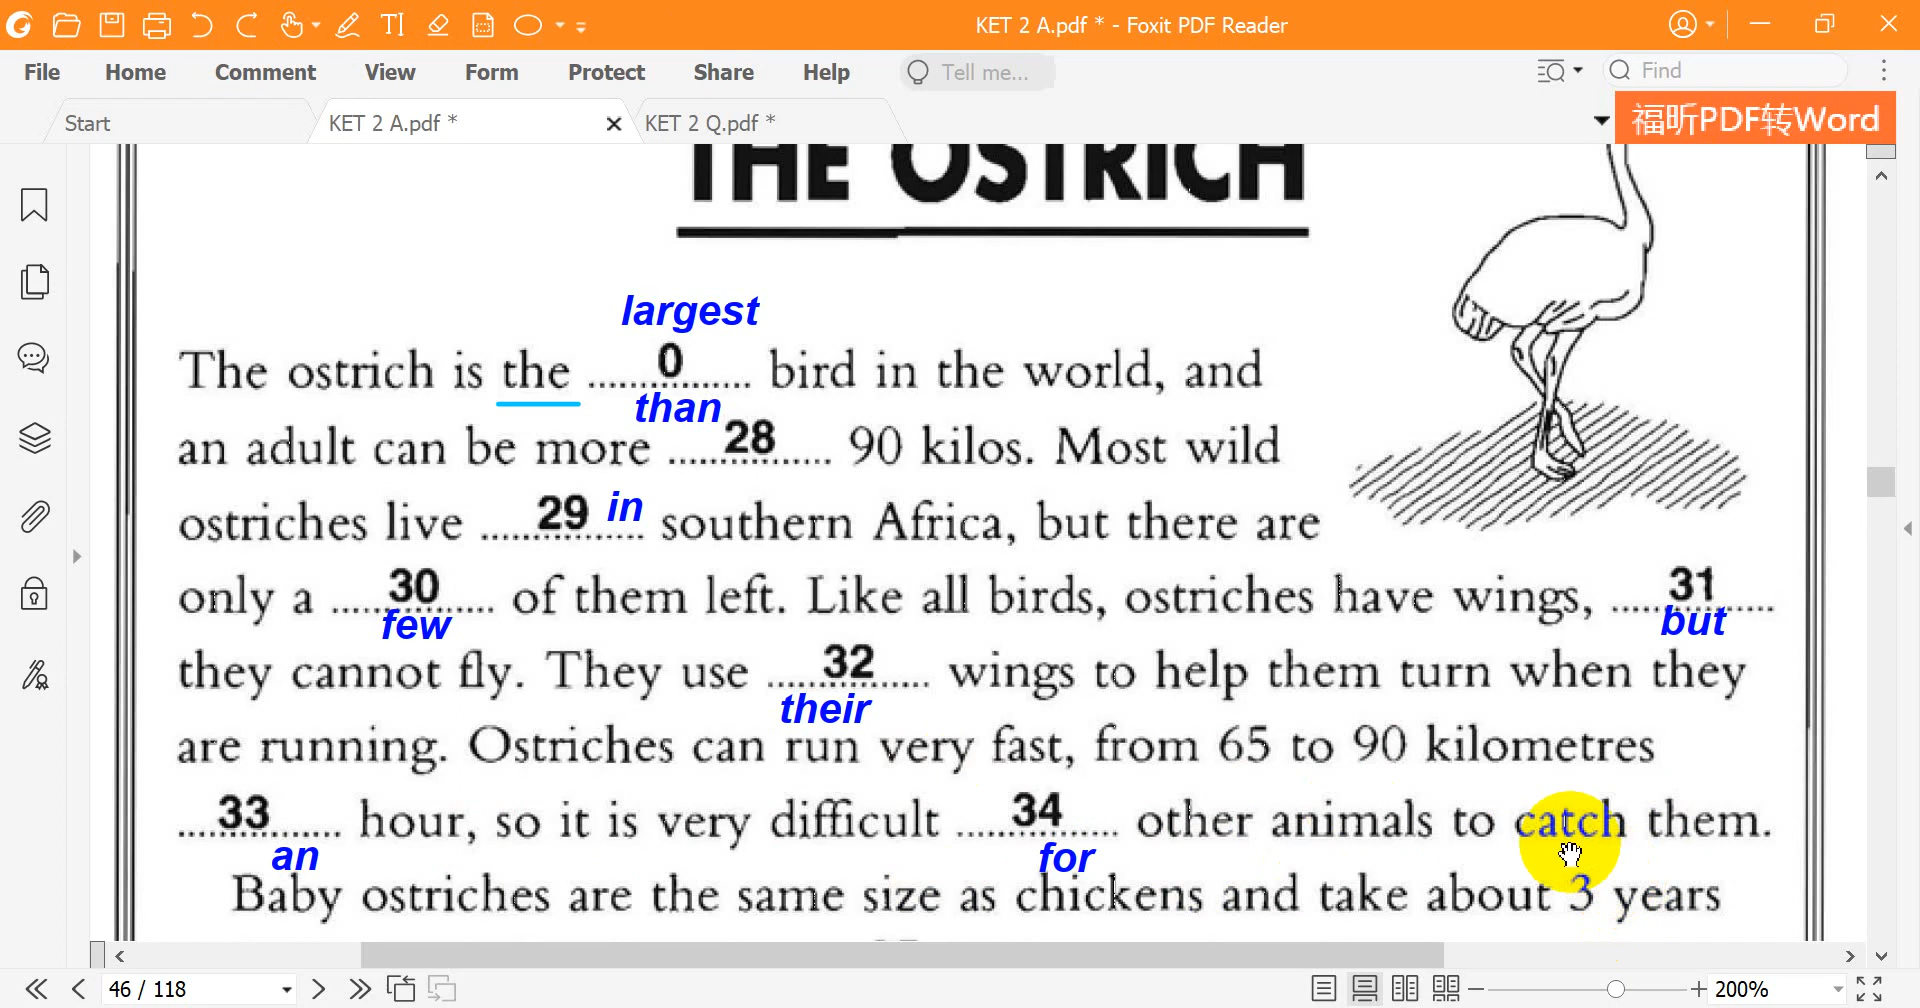 KET 2 A.pdf * - Foxit PDF Reader
File Home Comment View Form Protect Share Help Tell me... Find
Start KET 2 A.pdf * KET 2 Q.pdf * 福昕PDF转Word
THE OSTRICH
largest
The ostrich is the ........0........ bird in the world, and
than
an adult can be more ........28........ 90 kilos. Most wild
ostriches live ........29 in southern Africa, but there are
only a ........30........ of them left. Like all birds, ostriches have wings, ........31........
few but
they cannot fly. They use ........32........ wings to help them turn when they
their
are running. Ostriches can run very fast, from 65 to 90 kilometres
........33........ hour, so it is very difficult ........34........ other animals to catch them.
an for
Baby ostriches are the same size as chickens and take about 3 years
46 / 118 200%